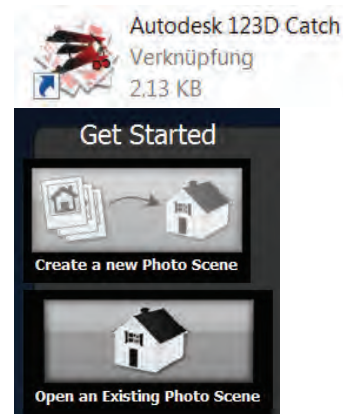 Autodesk 123D Catch
Verknüpfung
2,13 KB
Get Started
Create a new Photo Scene
Open an Existing Photo Scene